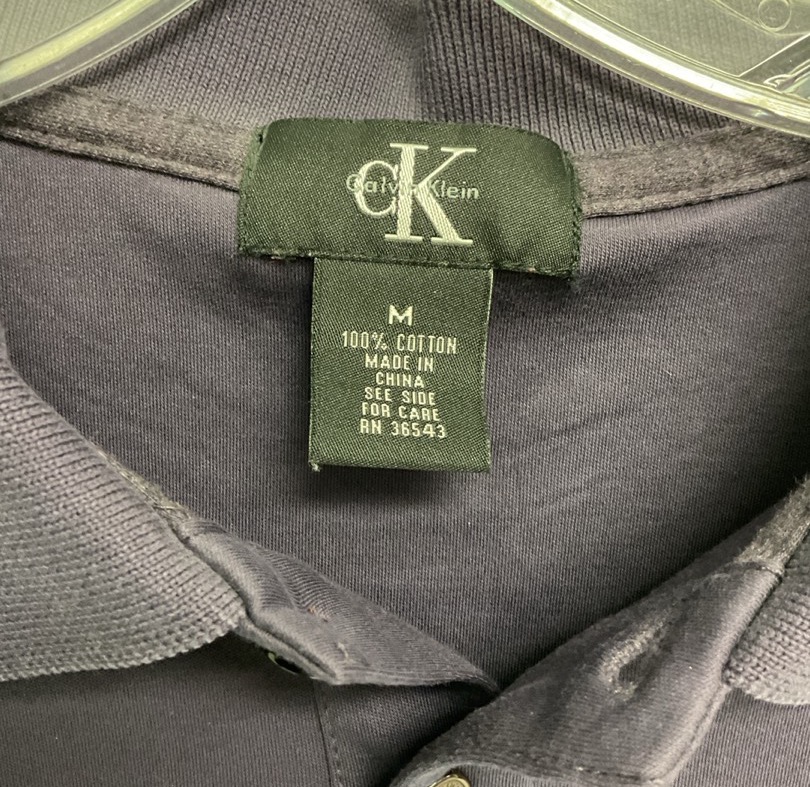 CK
Calvin Klein
M
100% COTTON
MADE IN
CHINA
SEE SIDE
FOR CARE
RN 36543